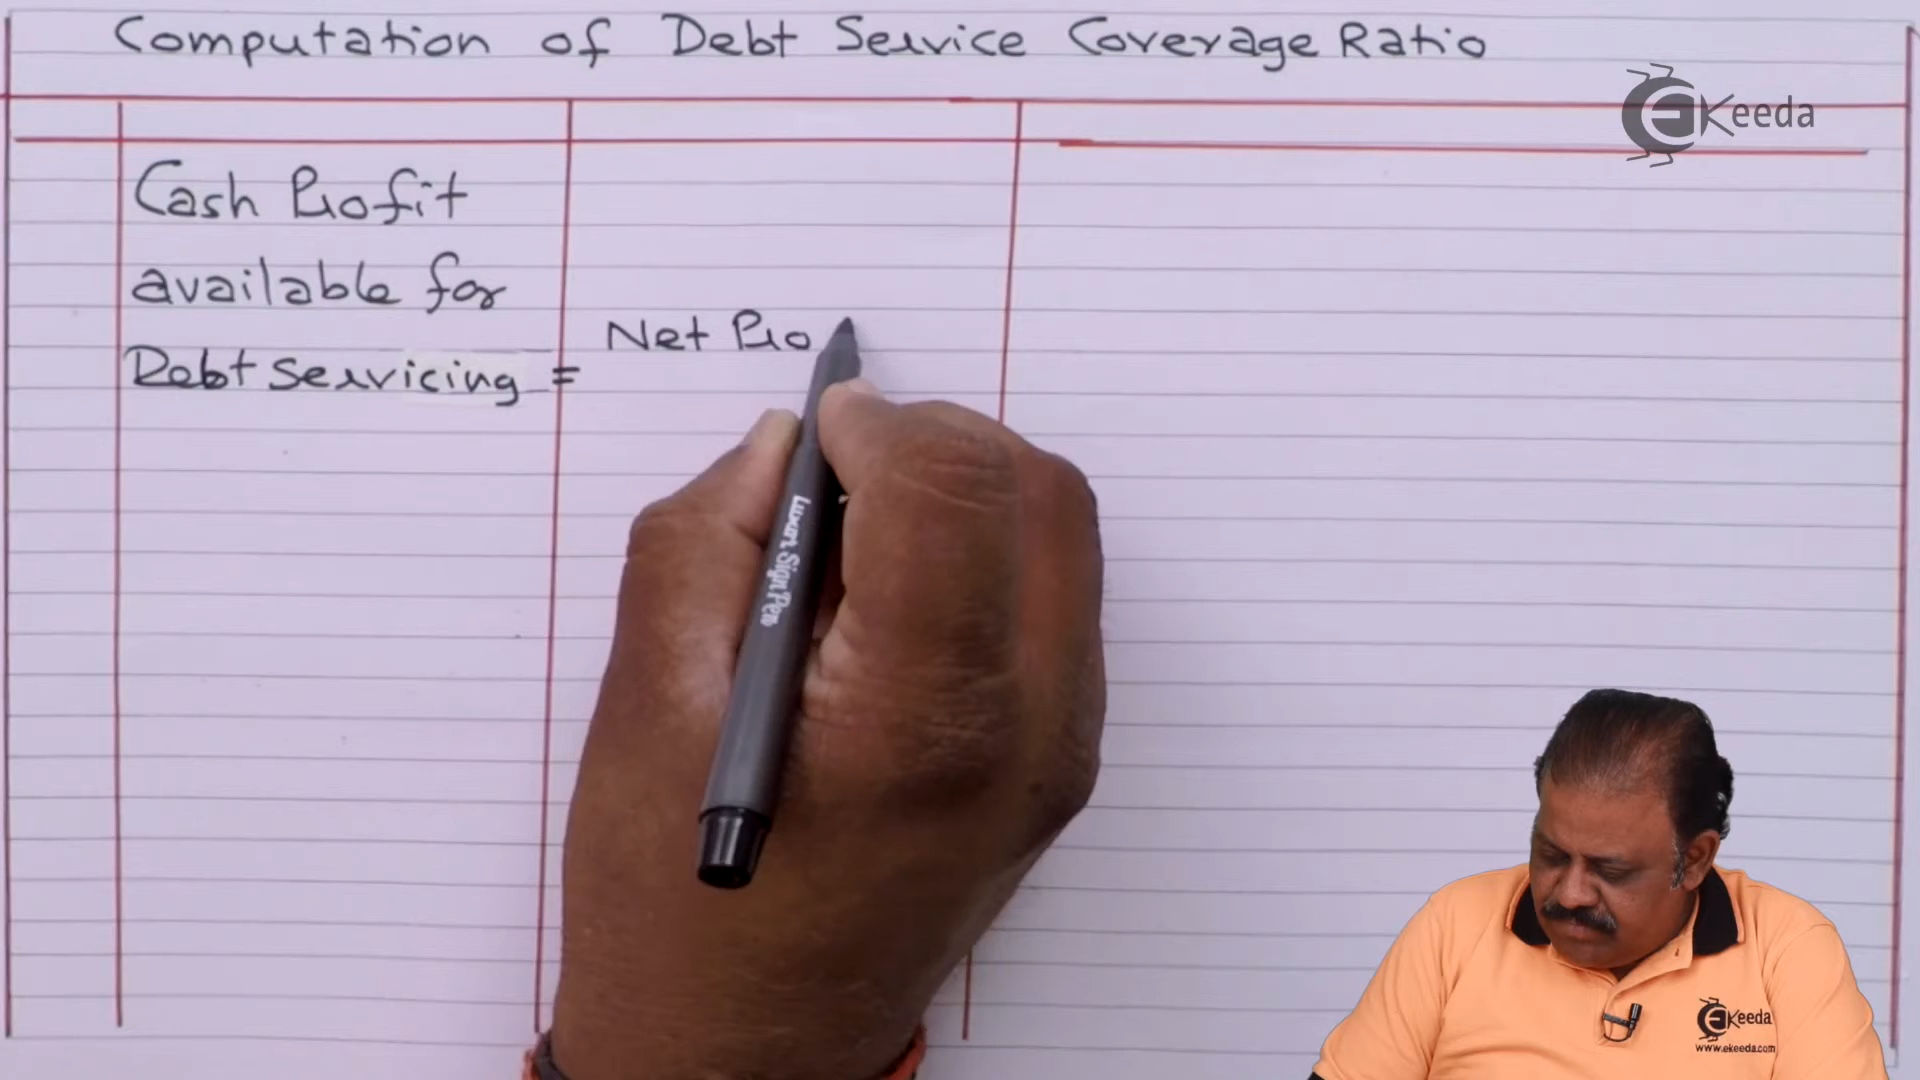 Computation of Debt Service Coverage Ratio
EKeeda
Cash Profit
available for
Net Pro
Debt servicing =
Luxor Sign Pen
EKeeda
www.ekeeda.com